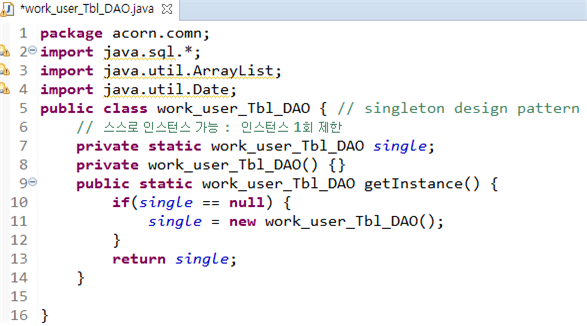 *work_user_Tbl_DAO.java
1 package acorn.comn;
2 import java.sql.*;
3 import java.util.ArrayList;
4 import java.util.Date;
5 public class work_user_Tbl_DAO { // singleton design pattern
6 // 스스로 인스턴스 가능 : 인스턴스 1회 제한
7 private static work_user_Tbl_DAO single;
8 private work_user_Tbl_DAO() {}
9 public static work_user_Tbl_DAO getInstance() {
10 if(single == null) {
11 single = new work_user_Tbl_DAO();
12 }
13 return single;
14 }
15
16 }